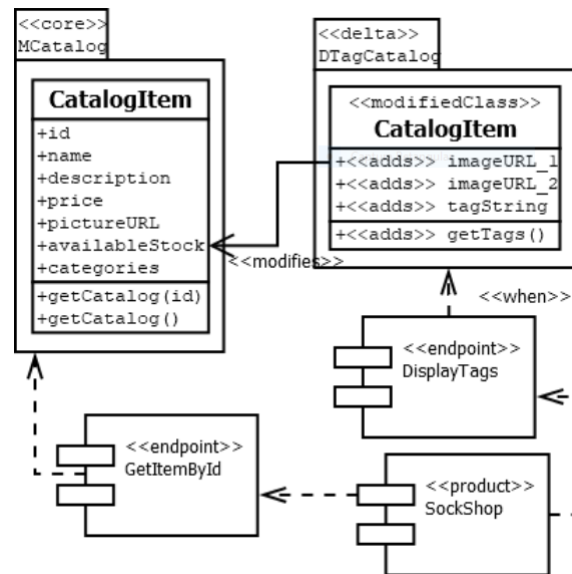 <<core>>
MCatalog
CatalogItem
+id
+name
+description
+price
+pictureURL
+availableStock
+categories
+getCatalog(id)
+getCatalog()
<<delta>>
DTagCatalog
<<modifiedClass>>
CatalogItem
+<<adds>> imageURL_1
+<<adds>> imageURL_2
+<<adds>> tagString
+<<adds>> getTags()
<<modifies>>
<<when>>
<<endpoint>>
DisplayTags
<<endpoint>>
GetItemById
<<product>>
SockShop